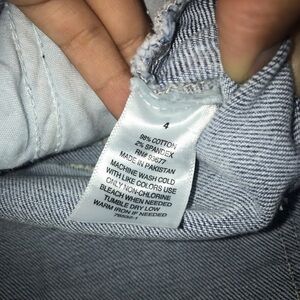 4
98% COTTON
2% SPANDEX
RN# 93677
MADE IN PAKISTAN
MACHINE WASH COLD
WITH LIKE COLORS USE
ONLY NON-CHLORINE
BLEACH WHEN NEEDED
TUMBLE DRY LOW
WARM IRON IF NEEDED